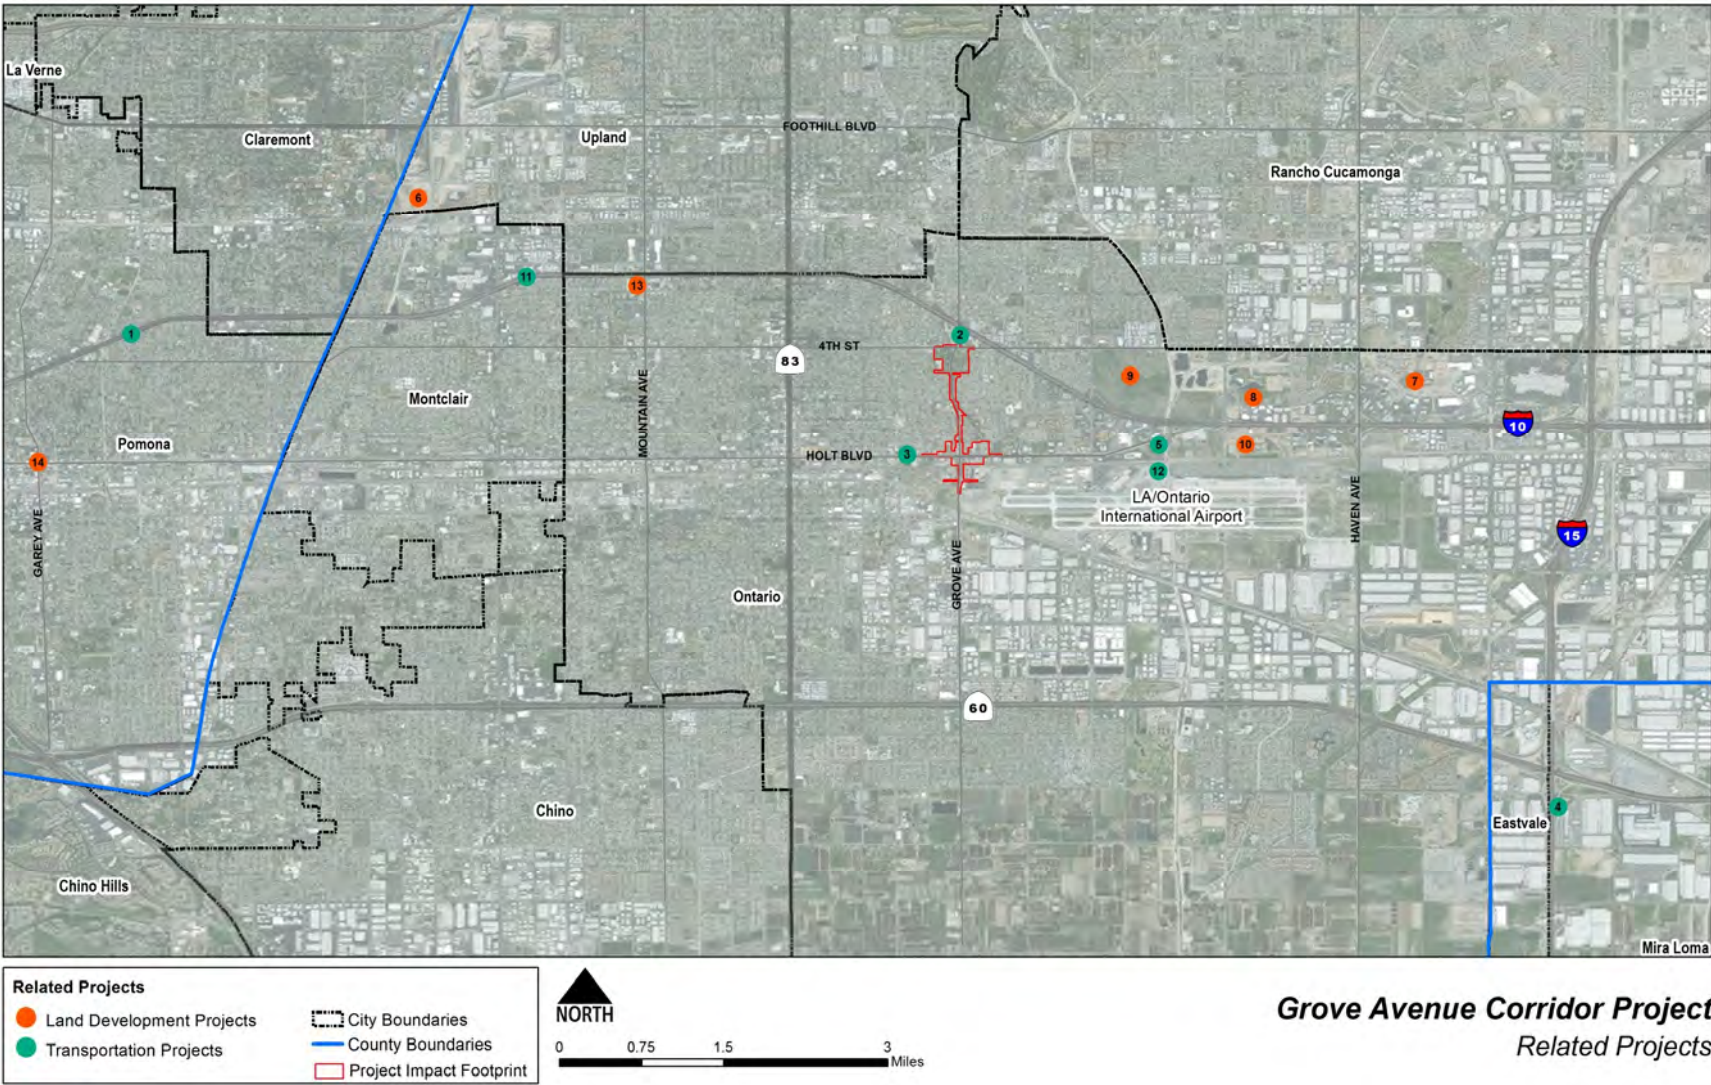 La Verne
Claremont
Upland
FOOTHILL BLVD
Rancho Cucamonga
6
11
13
1
2
4TH ST
83
9
7
8
MOUNTAIN AVE
Montclair
10
Pomona
14
HOLT BLVD
3
5
10
12
LA/Ontario
International Airport
GAREY AVE
HAVEN AVE
15
GROVE AVE
Ontario
60
Chino
4
Eastvale
Chino Hills
Mira Loma
Related Projects
Land Development Projects
Transportation Projects
City Boundaries
County Boundaries
Project Impact Footprint
NORTH
0 0.75 1.5 3
Miles
Grove Avenue Corridor Project
Related Projects